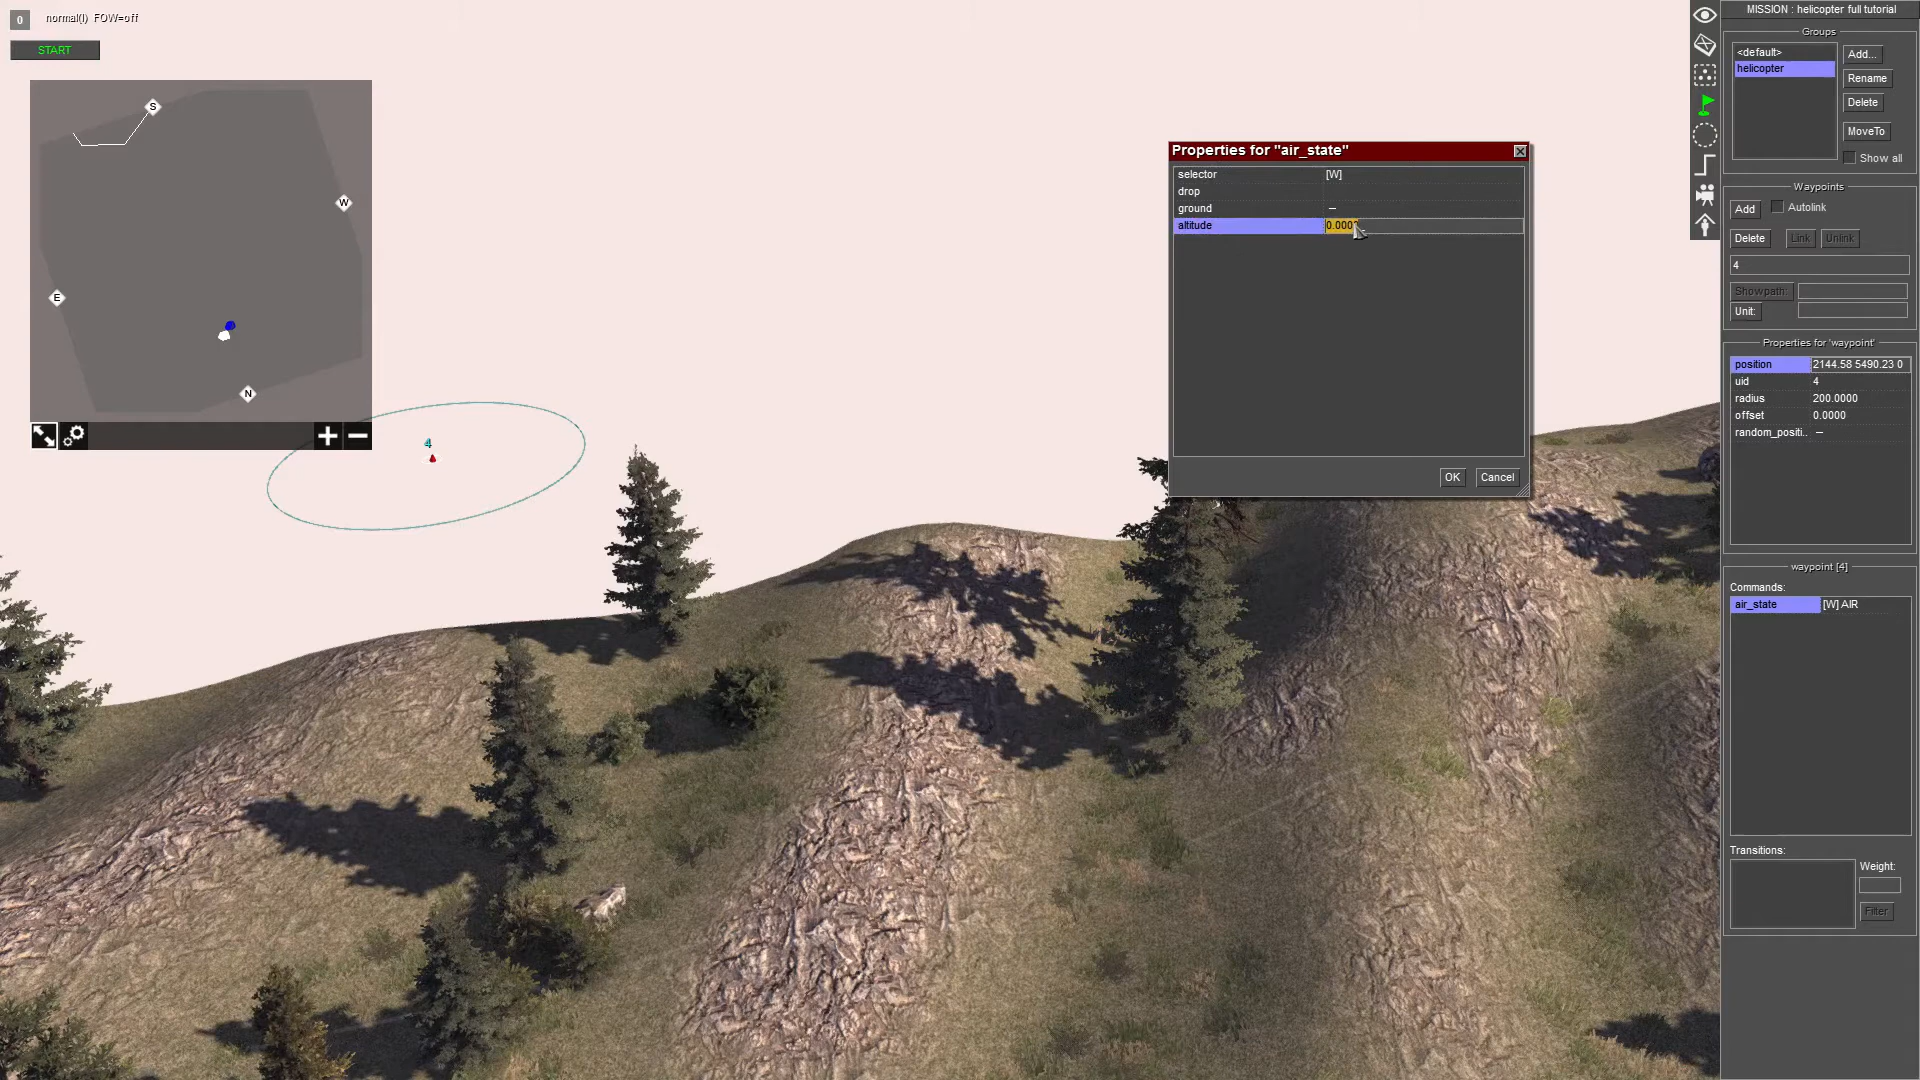 0
normal(l) FOW=off
START
S
W
E
N
4
Properties for "air_state"
selector [W]
drop
ground –
altitude 0.0000
OK Cancel
MISSION : helicopter full tutorial
Groups
<default>
helicopter
Add...
Rename
Delete
MoveTo
Show all
Waypoints
Add Autolink
Delete Link Unlink
4
Showpath:
Unit:
Properties for 'waypoint'
position 2144.58 5490.23 0
uid 4
radius 200.0000
offset 0.0000
random_positi.. –
waypoint [4]
Commands:
air_state [W] AIR
Transitions:
Weight:
Filter